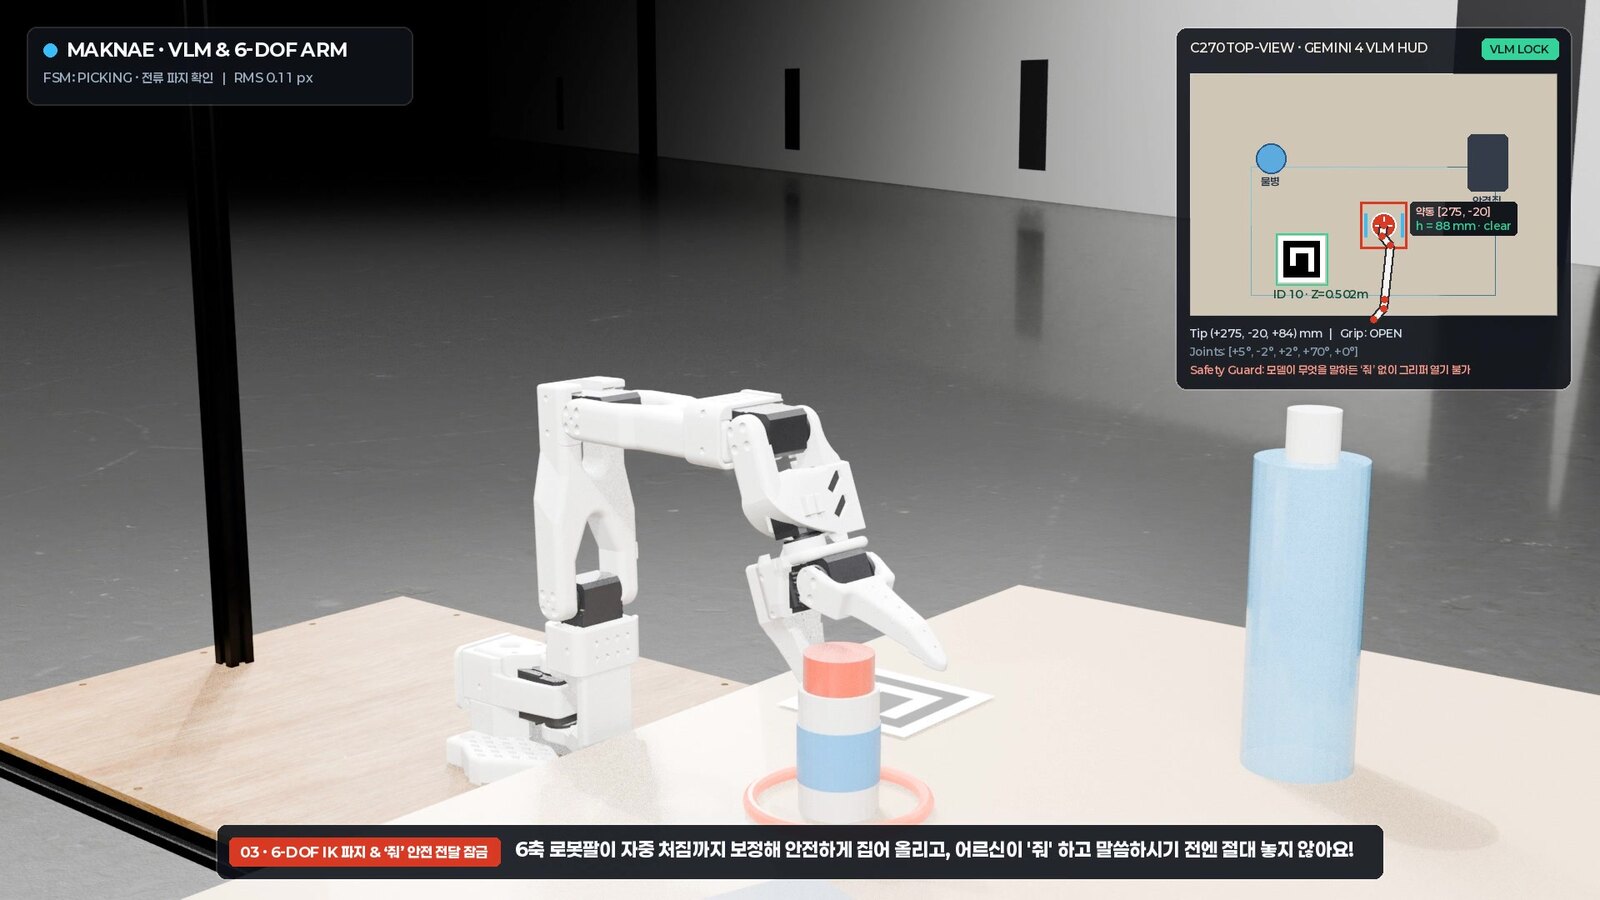 MAKNAE · VLM & 6-DOF ARM
FSM: PICKING · 전류 파지 확인 | RMS 0.11 px
C270 TOP-VIEW · GEMINI 4 VLM HUD
VLM LOCK
물병
약통 [275, -20]
h = 88 mm · clear
ID 10 · Z=0.502m
Tip (+275, -20, +84) mm | Grip: OPEN
Joints: [+5°, -2°, +2°, +70°, +0°]
Safety Guard: 모델이 무엇을 말하든 '줘' 없이 그리퍼 열기 불가
03 · 6-DOF IK 파지 & '줘' 안전 전달 잠금
6축 로봇팔이 자중 처짐까지 보정해 안전하게 집어 올리고, 어르신이 '줘' 하고 말씀하시기 전엔 절대 놓지 않아요!